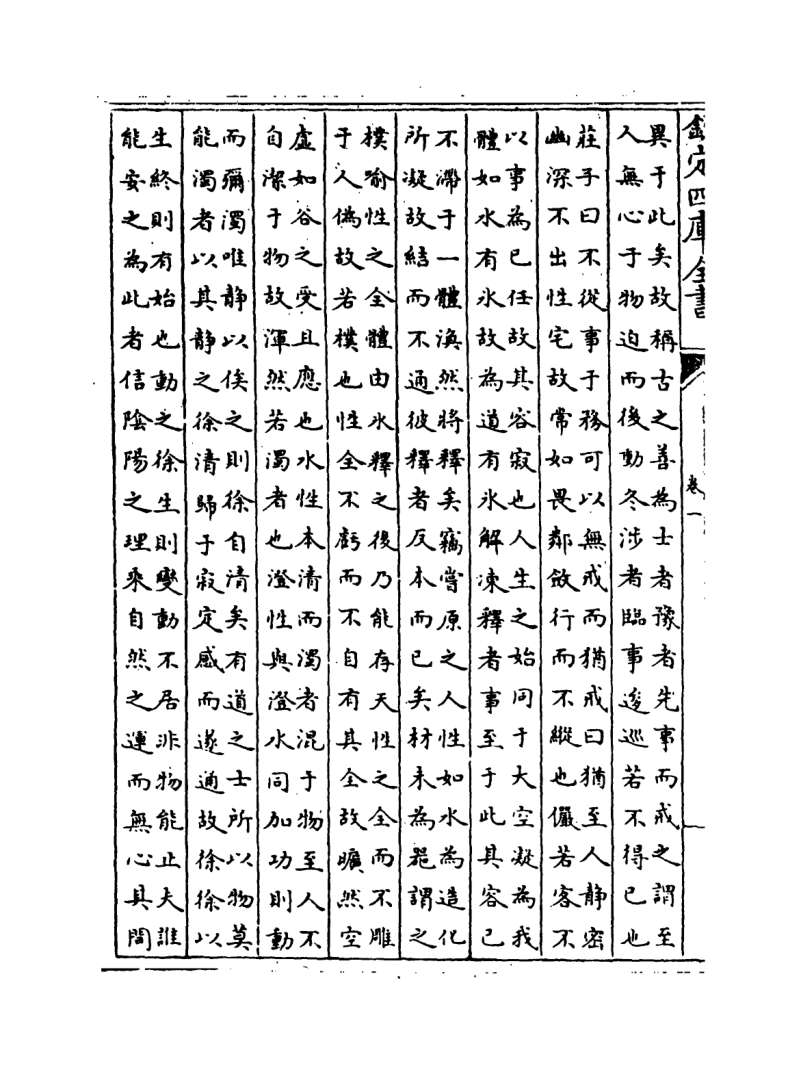 欽定四庫全書
卷一
異于此矣故稱古之善為士者豫者先事而戒之謂至
人無心于物迫而後動冬涉者臨事逡巡若不得已也
莊子曰不從事于務可以無戒而猶戒曰猶至人靜密
幽深不出性宅故常如畏鄰敛行而不縱也儼若客不
以事為已任故其容寂也人生之始同于大空凝為我
體如水有氷故為道有氷解凍釋者事至于此其容已
不滯于一體渙然將釋矣竊嘗原之人性如水為造化
所凝故結而不通彼釋者反本而已矣材未為噐謂之
樸喻性之全體由氷釋之後乃能存天性之全而不雕
于人偽故若樸也性全不虧而不自有其全故曠然空
虛如谷之受且應也水性本清而濁者混于物至人不
自潔于物故渾然若濁者也澄性與澄水同加功則動
而彌濁唯靜以俟之則徐自清矣有道之士所以物莫
能濁者以其靜之徐清歸于寂定感而遂通故徐徐以
生終則有始也動之徐生則變動不居非物能止夫誰
能安之為此者信陰陽之理乘自然之運而無心具間